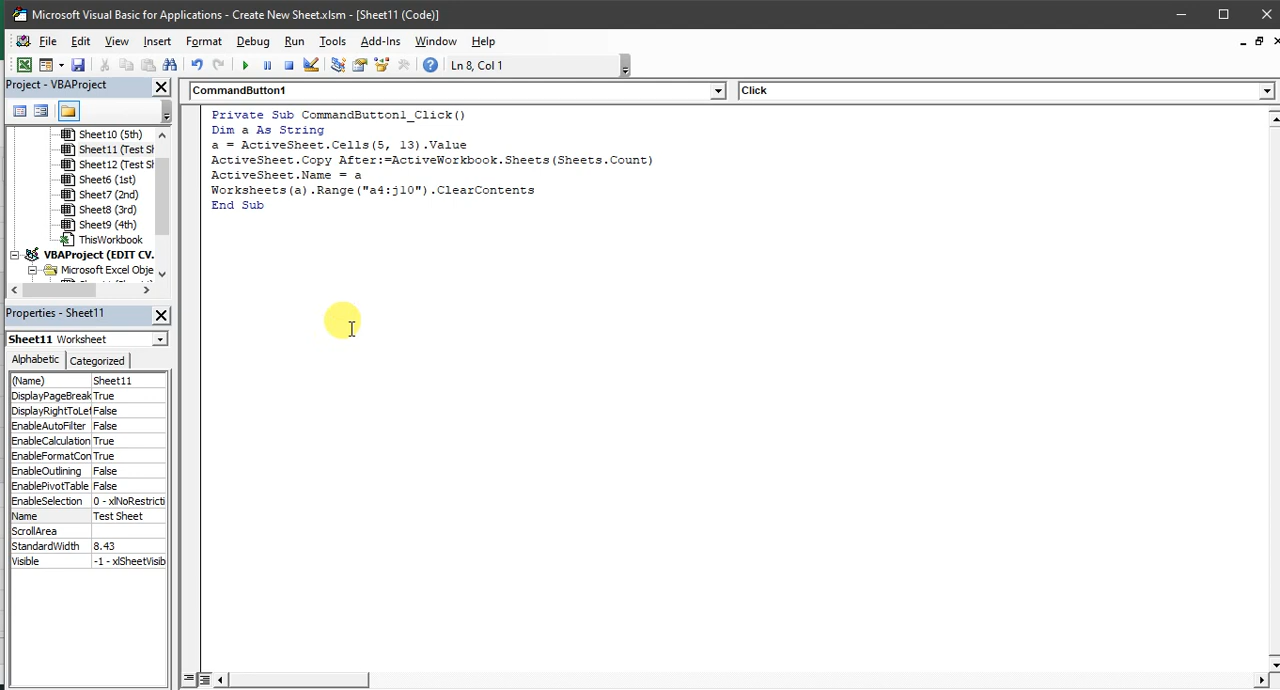 Microsoft Visual Basic for Applications - Create New Sheet.xlsm - [Sheet11 (Code)]
File Edit View Insert Format Debug Run Tools Add-Ins Window Help
Ln 8, Col 1
Project - VBAProject
CommandButton1
Click
Sheet10 (5th)
Sheet11 (Test Sh
Sheet12 (Test Sh
Sheet6 (1st)
Sheet7 (2nd)
Sheet8 (3rd)
Sheet9 (4th)
ThisWorkbook
VBAProject (EDIT CV.
Microsoft Excel Obje
Private Sub CommandButton1_Click()
Dim a As String
a = ActiveSheet.Cells(5, 13).Value
ActiveSheet.Copy After:=ActiveWorkbook.Sheets(Sheets.Count)
ActiveSheet.Name = a
Worksheets(a).Range("a4:j10").ClearContents
End Sub
Properties - Sheet11
Sheet11 Worksheet
Alphabetic Categorized
(Name) Sheet11
DisplayPageBreak True
DisplayRightToLef False
EnableAutoFilter False
EnableCalculation True
EnableFormatCon True
EnableOutlining False
EnablePivotTable False
EnableSelection 0 - xlNoRestricti
Name Test Sheet
ScrollArea
StandardWidth 8.43
Visible -1 - xlSheetVisib